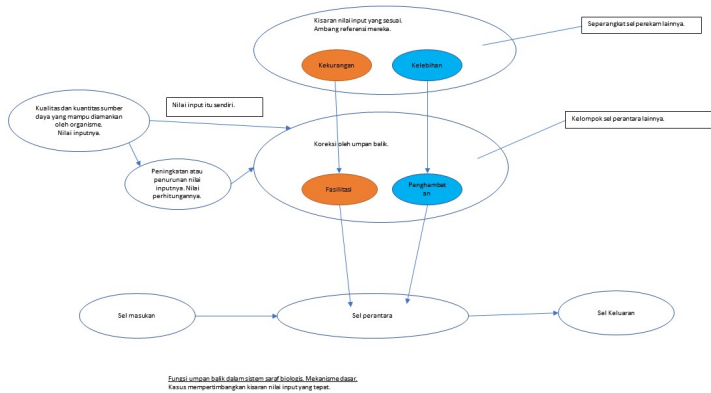 Kisaran nilai input yang sesuai.
Ambang referensi mereka.
Seperangkat sel perekam lainnya.
Kekurangan
Kelebihan
Kualitas dan kuantitas sumber
daya yang mampu diamankan
oleh organisme.
Nilai inputnya.
Nilai input itu sendiri.
Kelompok sel perantara lainnya.
Koreksi oleh umpan balik.
Peningkatan atau
penurunan nilai
inputnya. Nilai
perhitungannya.
Fasilitasi
Penghambat
an
Sel masukan
Sel perantara
Sel Keluaran
Fungsi umpan balik dalam sistem saraf biologis. Mekanisme dasar.
Kasus mempertimbangkan kisaran nilai input yang tepat.